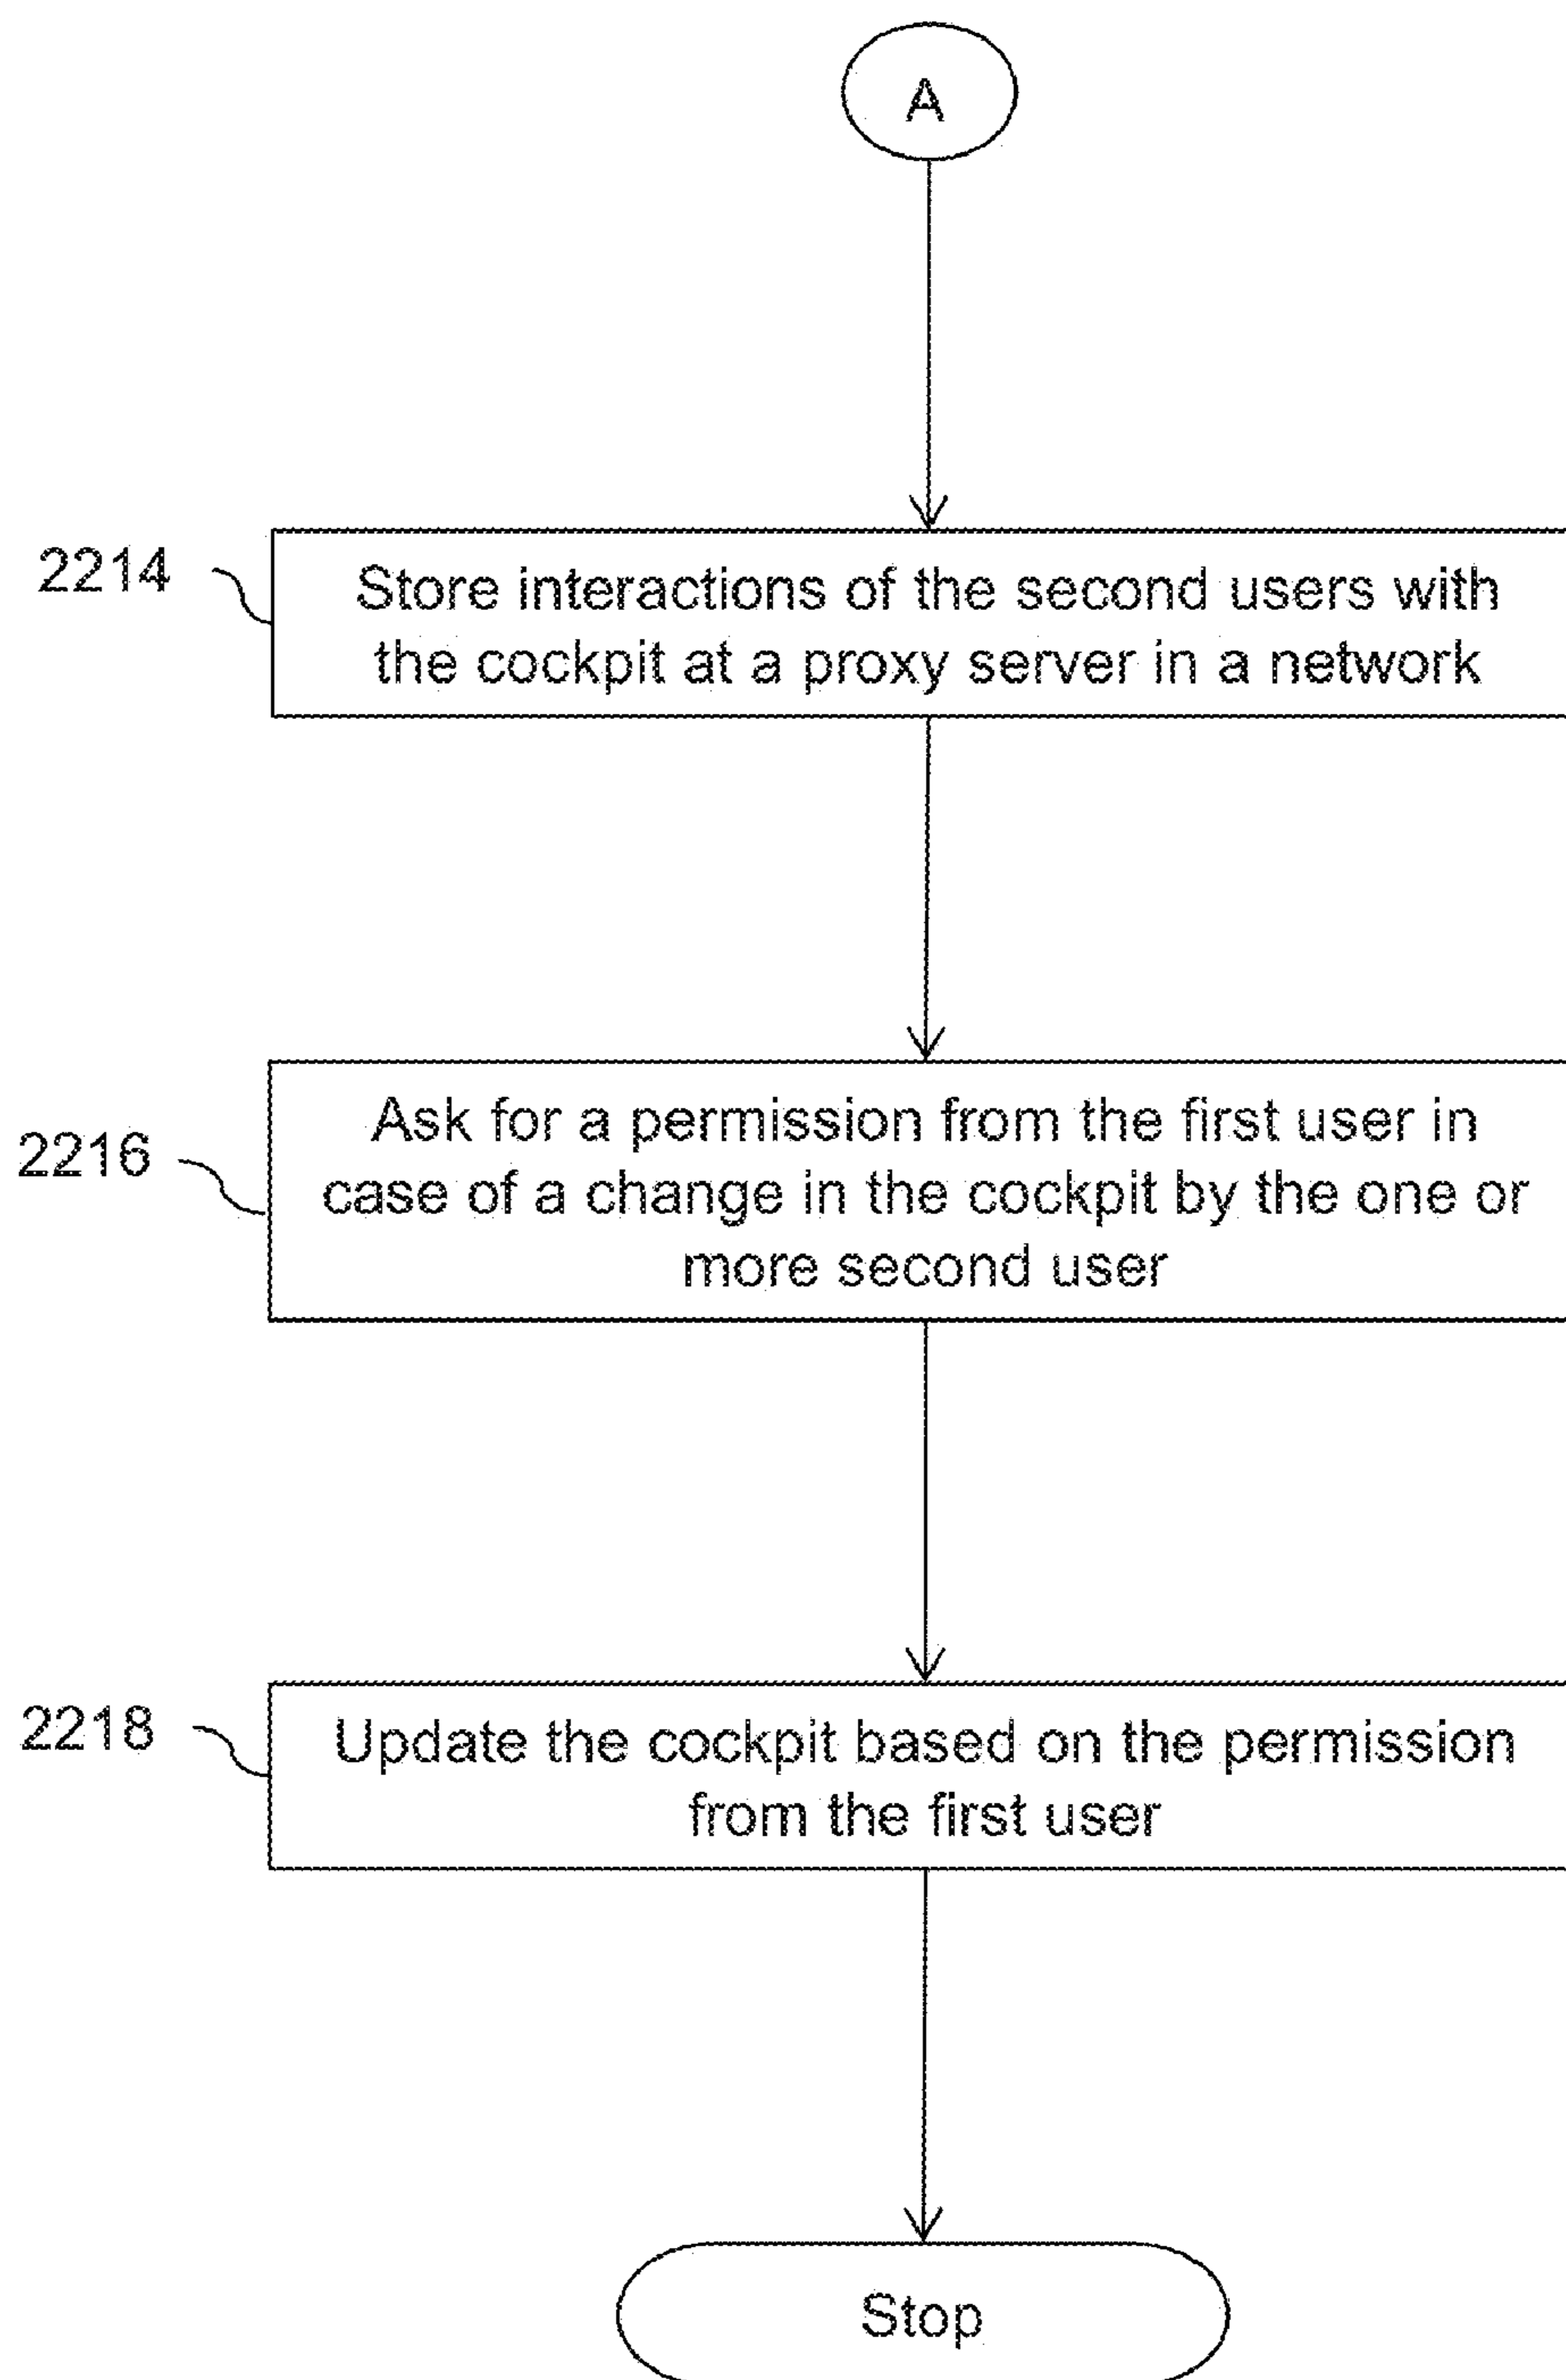 A
2214
Store interactions of the second users with
the cockpit at a proxy server in a network
2216
Ask for a permission from the first user in
case of a change in the cockpit by the one or
more second user
2218
Update the cockpit based on the permission
from the first user
Stop